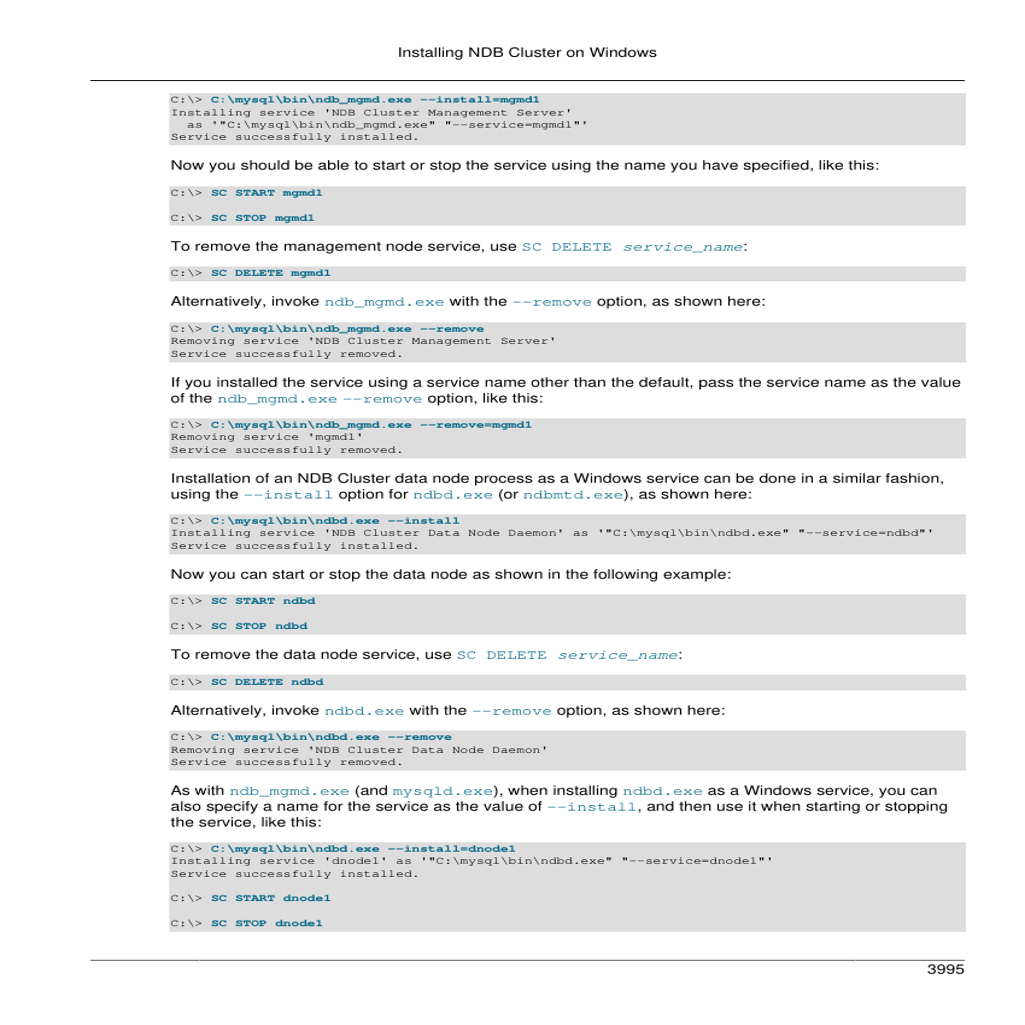 Installing NDB Cluster on Windows
C:\> C:\mysql\bin\ndb_mgmd.exe --install=mgmd1
Installing service 'NDB Cluster Management Server'
  as '"C:\mysql\bin\ndb_mgmd.exe" "--service=mgmd1"'
Service successfully installed.
Now you should be able to start or stop the service using the name you have specified, like this:
C:\> SC START mgmd1
C:\> SC STOP mgmd1
To remove the management node service, use SC DELETE service_name:
C:\> SC DELETE mgmd1
Alternatively, invoke ndb_mgmd.exe with the --remove option, as shown here:
C:\> C:\mysql\bin\ndb_mgmd.exe --remove
Removing service 'NDB Cluster Management Server'
Service successfully removed.
If you installed the service using a service name other than the default, pass the service name as the value
of the ndb_mgmd.exe --remove option, like this:
C:\> C:\mysql\bin\ndb_mgmd.exe --remove=mgmd1
Removing service 'mgmd1'
Service successfully removed.
Installation of an NDB Cluster data node process as a Windows service can be done in a similar fashion,
using the --install option for ndbd.exe (or ndbmtd.exe), as shown here:
C:\> C:\mysql\bin\ndbd.exe --install
Installing service 'NDB Cluster Data Node Daemon' as '"C:\mysql\bin\ndbd.exe" "--service=ndbd"'
Service successfully installed.
Now you can start or stop the data node as shown in the following example:
C:\> SC START ndbd
C:\> SC STOP ndbd
To remove the data node service, use SC DELETE service_name:
C:\> SC DELETE ndbd
Alternatively, invoke ndbd.exe with the --remove option, as shown here:
C:\> C:\mysql\bin\ndbd.exe --remove
Removing service 'NDB Cluster Data Node Daemon'
Service successfully removed.
As with ndb_mgmd.exe (and mysqld.exe), when installing ndbd.exe as a Windows service, you can
also specify a name for the service as the value of --install, and then use it when starting or stopping
the service, like this:
C:\> C:\mysql\bin\ndbd.exe --install=dnode1
Installing service 'dnode1' as '"C:\mysql\bin\ndbd.exe" "--service=dnode1"'
Service successfully installed.
C:\> SC START dnode1
C:\> SC STOP dnode1
3995